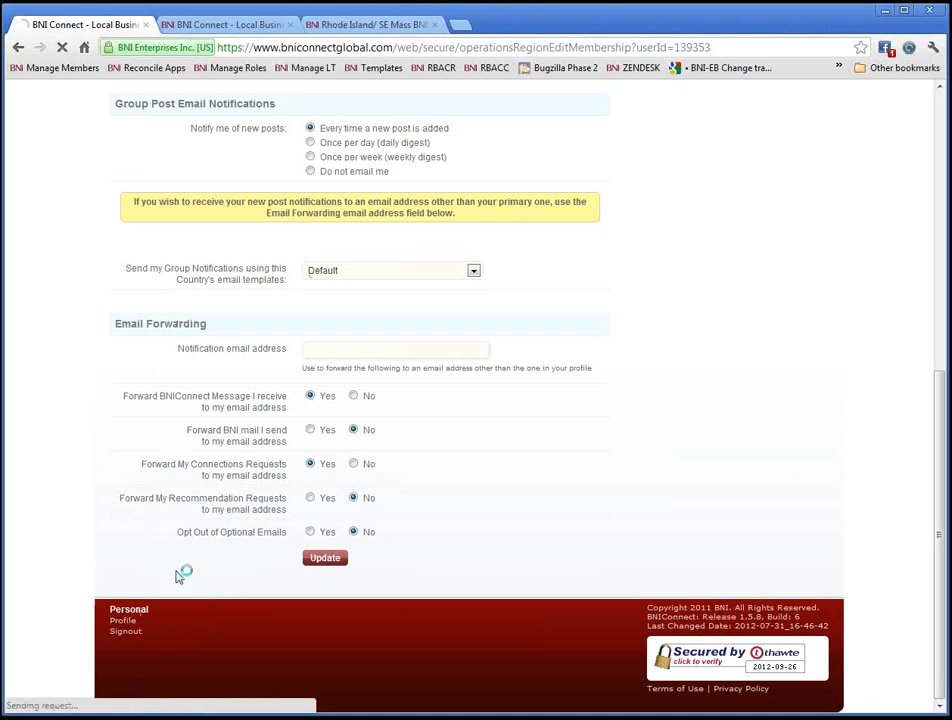 BNI Connect - Local Busin
BNI BNI Connect - Local Busin
BNI Rhode Island/ SE Mass BNI
BNI Enterprises Inc. [US]
https://www.bniconnectglobal.com/web/secure/operationsRegionEditMembership?userId=139353
BNI Manage Members
BNI Reconcile Apps
BNI Manage Roles
BNI Manage LT
BNI Templates
BNI RBACR
BNI RBACC
Bugzilla Phase 2
BNI ZENDESK
• BNI-EB Change tra...
»
Other bookmarks
Group Post Email Notifications
Notify me of new posts:
Every time a new post is added
Once per day (daily digest)
Once per week (weekly digest)
Do not email me
If you wish to receive your new post notifications to an email address other than your primary one, use the
Email Forwarding email address field below.
Send my Group Notifications using this
Country's email templates:
Default
Email Forwarding
Notification email address
Use to forward the following to an email address other than the one in your profile
Forward BNIConnect Message I receive
to my email address
Yes No
Forward BNI mail I send
to my email address
Yes No
Forward My Connections Requests
to my email address
Yes No
Forward My Recommendation Requests
to my email address
Yes No
Opt Out of Optional Emails
Yes No
Update
Personal
Profile
Signout
Copyright 2011 BNI. All Rights Reserved.
BNIConnect: Release 1.5.8, Build: 6
Last Changed Date: 2012-07-31_16-46-42
Secured by thawte
click to verify
2012-09-26
Terms of Use | Privacy Policy
Sending request...